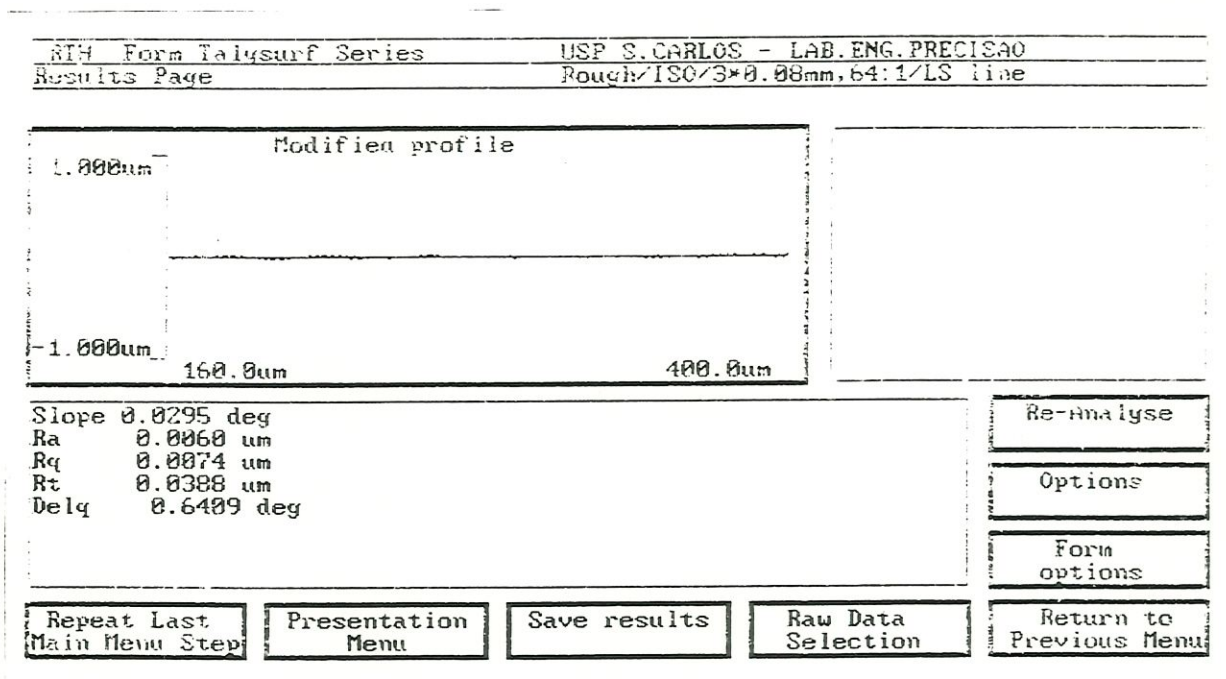 RTH Form Talysurf Series
USP S.CARLOS - LAB.ENG.PRECISAO
Results Page
Rough/ISO/3*0.08mm,64:1/LS line
Modified profile
1.000um
-1.000um
160.0um
400.0um
Slope 0.0295 deg
Ra 0.0060 um
Rq 0.0074 um
Rt 0.0388 um
Delq 0.6409 deg
Re-Analyse
Options
Form
options
Repeat Last
Main Menu Step
Presentation
Menu
Save results
Raw Data
Selection
Return to
Previous Menu